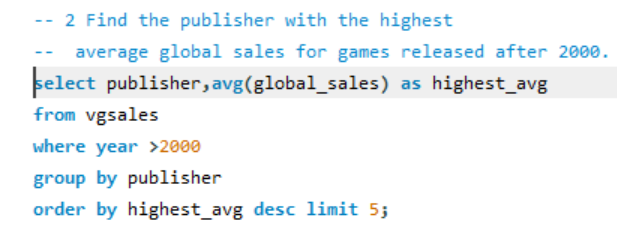 -- 2 Find the publisher with the highest
--  average global sales for games released after 2000.
select publisher,avg(global_sales) as highest_avg
from vgsales
where year >2000
group by publisher
order by highest_avg desc limit 5;